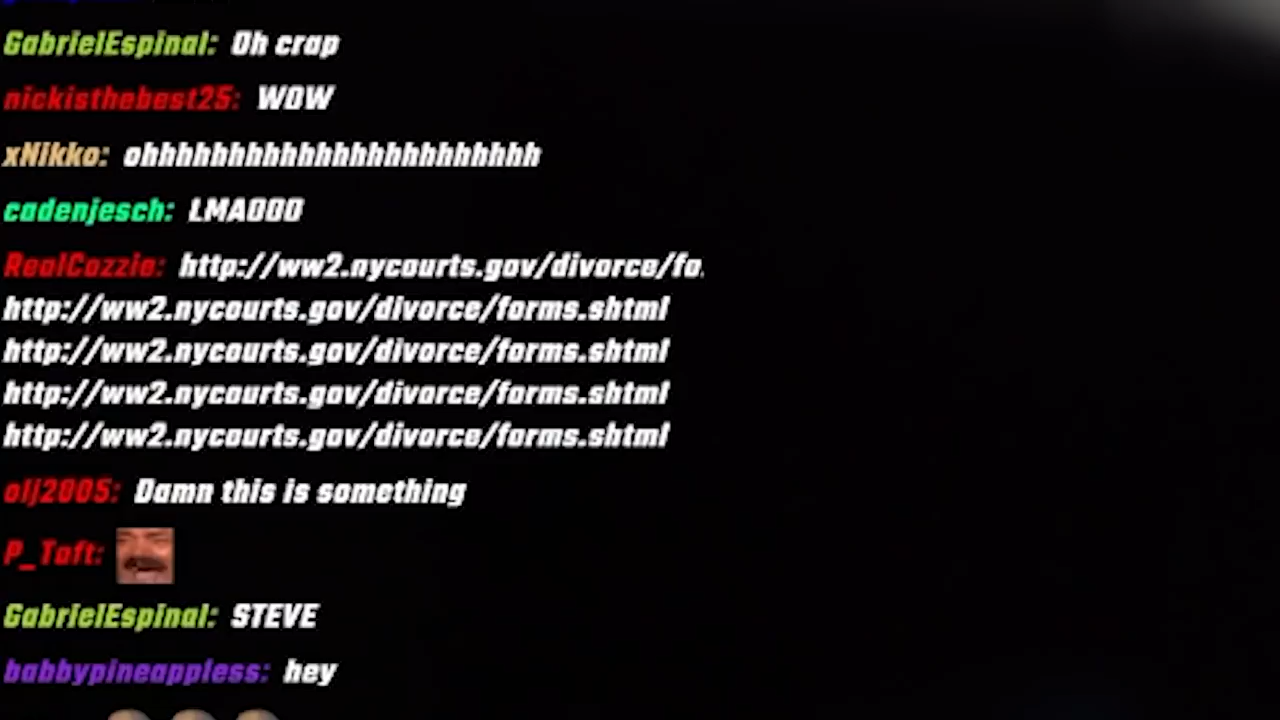 GabrielEspinal: Oh crap
nickisthebest25: WOW
xNikko: ohhhhhhhhhhhhhhhhhhhhhhhh
cadenjesch: LMAOOO
RealCozzie: http://ww2.nycourts.gov/divorce/fo
http://ww2.nycourts.gov/divorce/forms.shtml
http://ww2.nycourts.gov/divorce/forms.shtml
http://ww2.nycourts.gov/divorce/forms.shtml
http://ww2.nycourts.gov/divorce/forms.shtml
olj2005: Damn this is something
P_Taft:
GabrielEspinal: STEVE
babbypineappless: hey